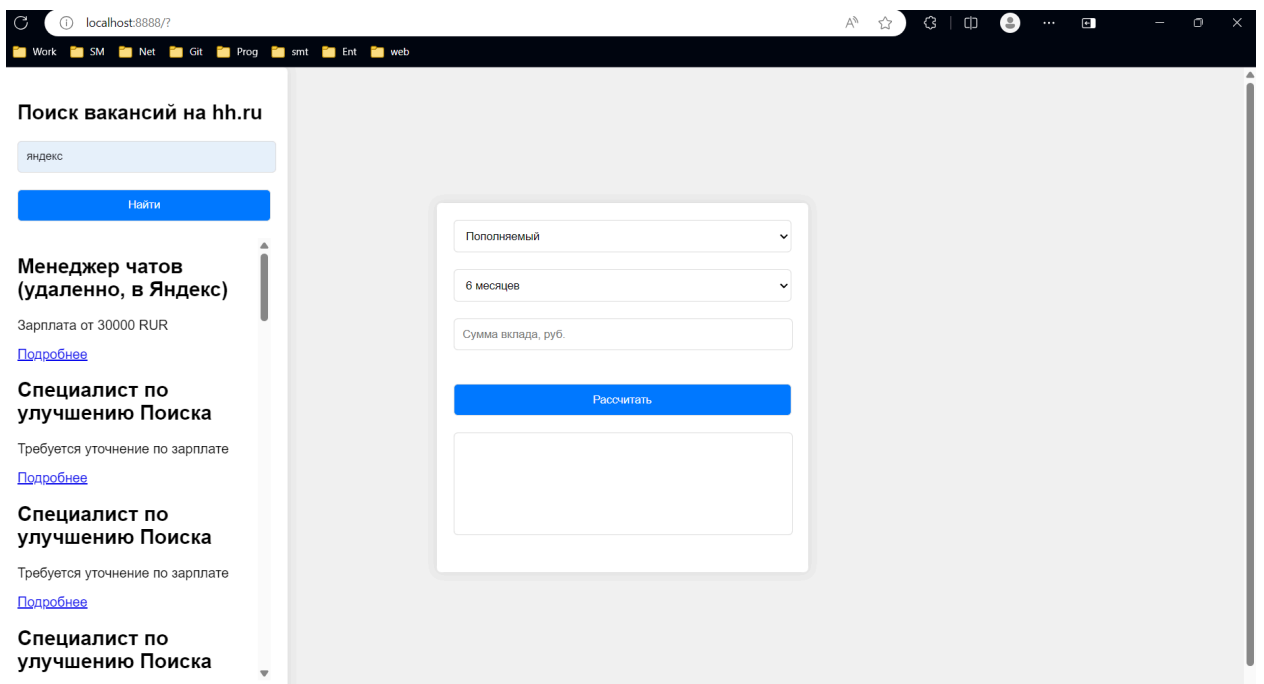 localhost:8888/?
Work SM Net Git Prog smt Ent web
Поиск вакансий на hh.ru
яндекс
Найти
Менеджер чатов
(удаленно, в Яндекс)
Зарплата от 30000 RUR
Подробнее
Специалист по
улучшению Поиска
Требуется уточнение по зарплате
Подробнее
Специалист по
улучшению Поиска
Требуется уточнение по зарплате
Подробнее
Специалист по
улучшению Поиска
Пополняемый
6 месяцев
Сумма вклада, руб.
Рассчитать